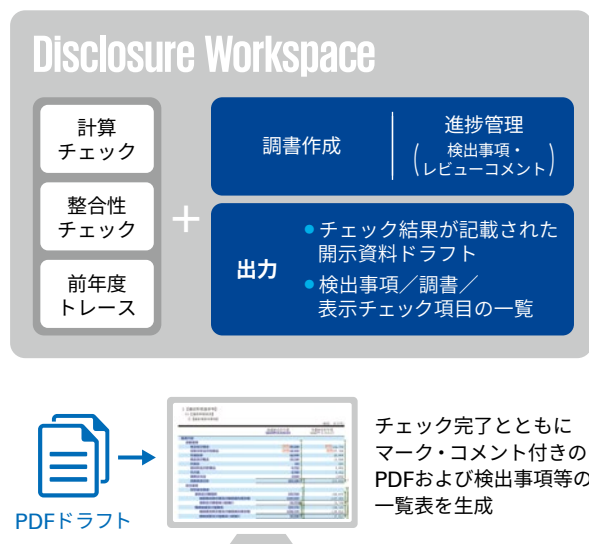 Disclosure Workspace
計算
チェック
整合性
チェック
前年度
トレース
+
調書作成
進捗管理
(検出事項・
レビューコメント)
出力
● チェック結果が記載された
開示資料ドラフト
● 検出事項／調書／
表示チェック項目の一覧
PDFドラフト
チェック完了とともに
マーク・コメント付きの
PDFおよび検出事項等の
一覧表を生成